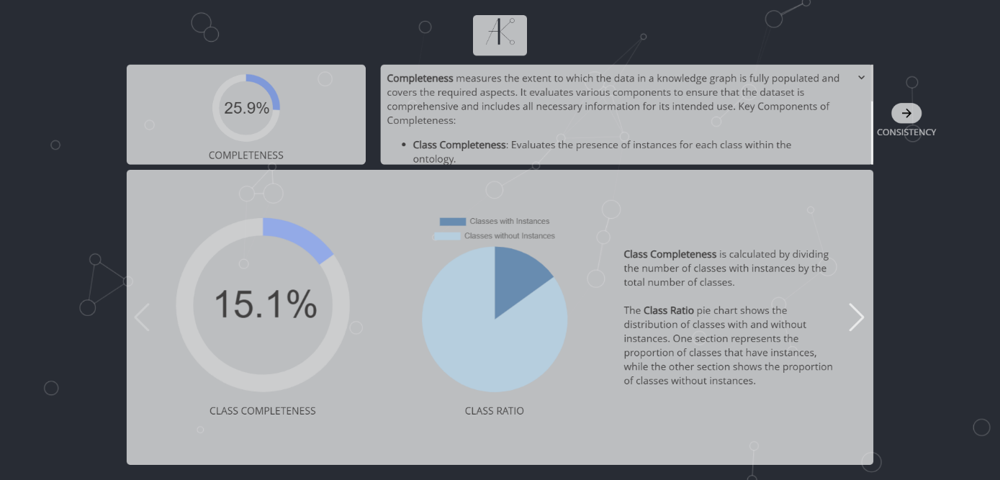 AK
25.9%
COMPLETENESS
Completeness measures the extent to which the data in a knowledge graph is fully populated and
covers the required aspects. It evaluates various components to ensure that the dataset is
comprehensive and includes all necessary information for its intended use. Key Components of
Completeness:
• Class Completeness: Evaluates the presence of instances for each class within the
ontology.
CONSISTENCY
15.1%
CLASS COMPLETENESS
Classes with Instances
Classes without Instances
CLASS RATIO
Class Completeness is calculated by dividing
the number of classes with instances by the
total number of classes.
The Class Ratio pie chart shows the
distribution of classes with and without
instances. One section represents the
proportion of classes that have instances,
while the other section shows the proportion
of classes without instances.